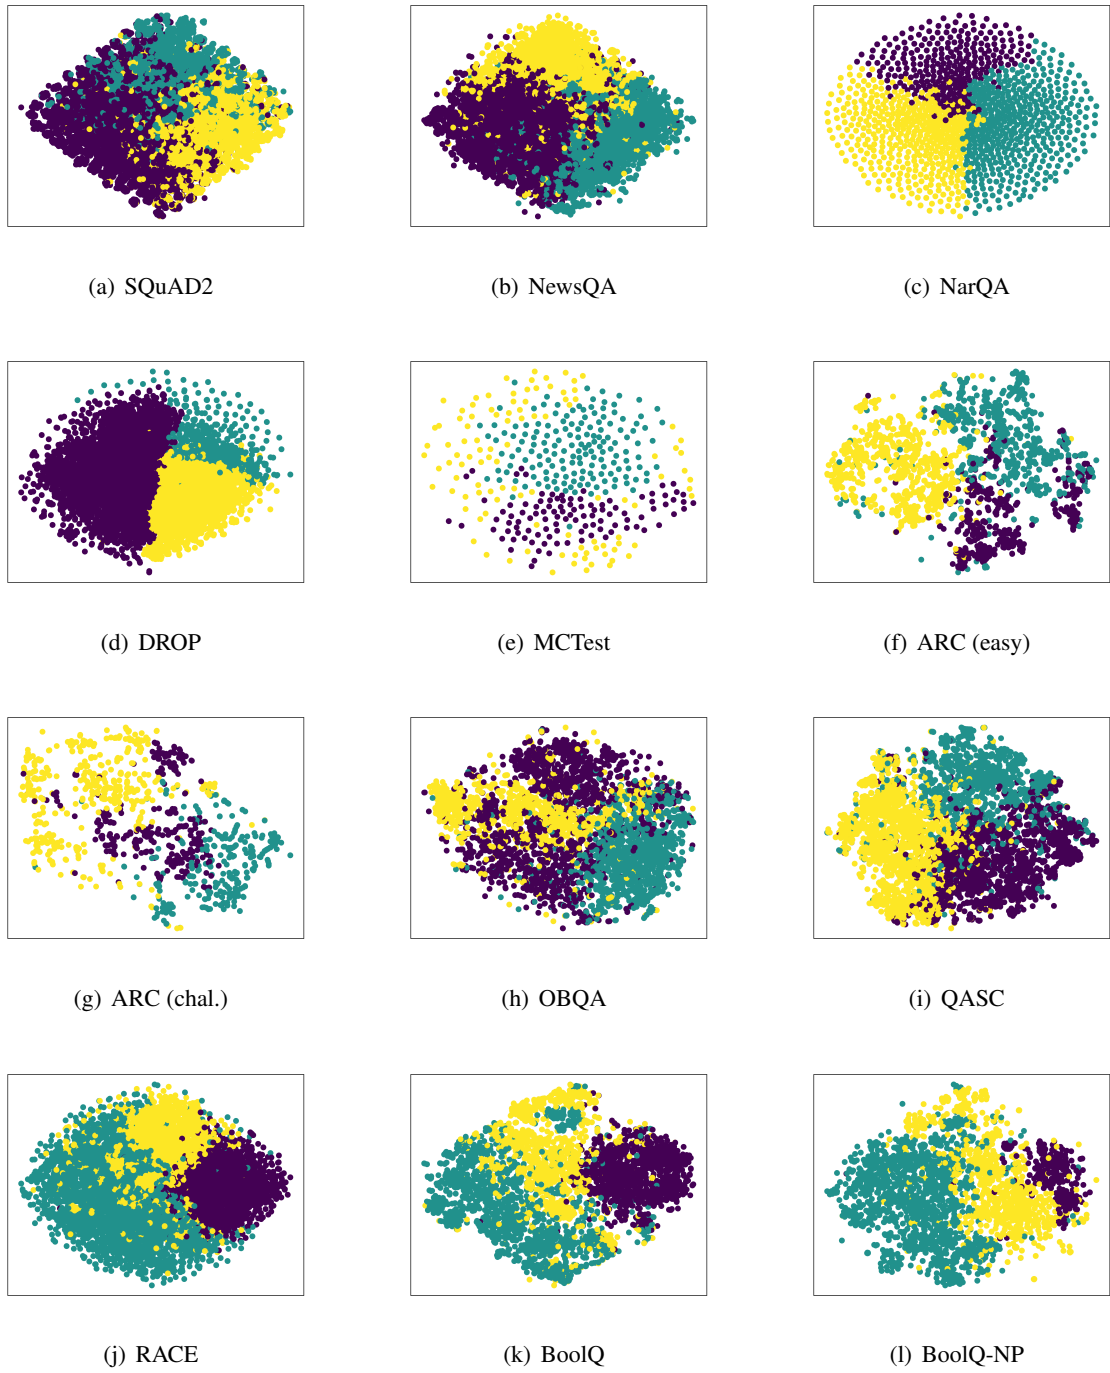 (a) SQuAD2
(b) NewsQA
(c) NarQA
(d) DROP
(e) MCTest
(f) ARC (easy)
(g) ARC (chal.)
(h) OBQA
(i) QASC
(j) RACE
(k) BoolQ
(l) BoolQ-NP